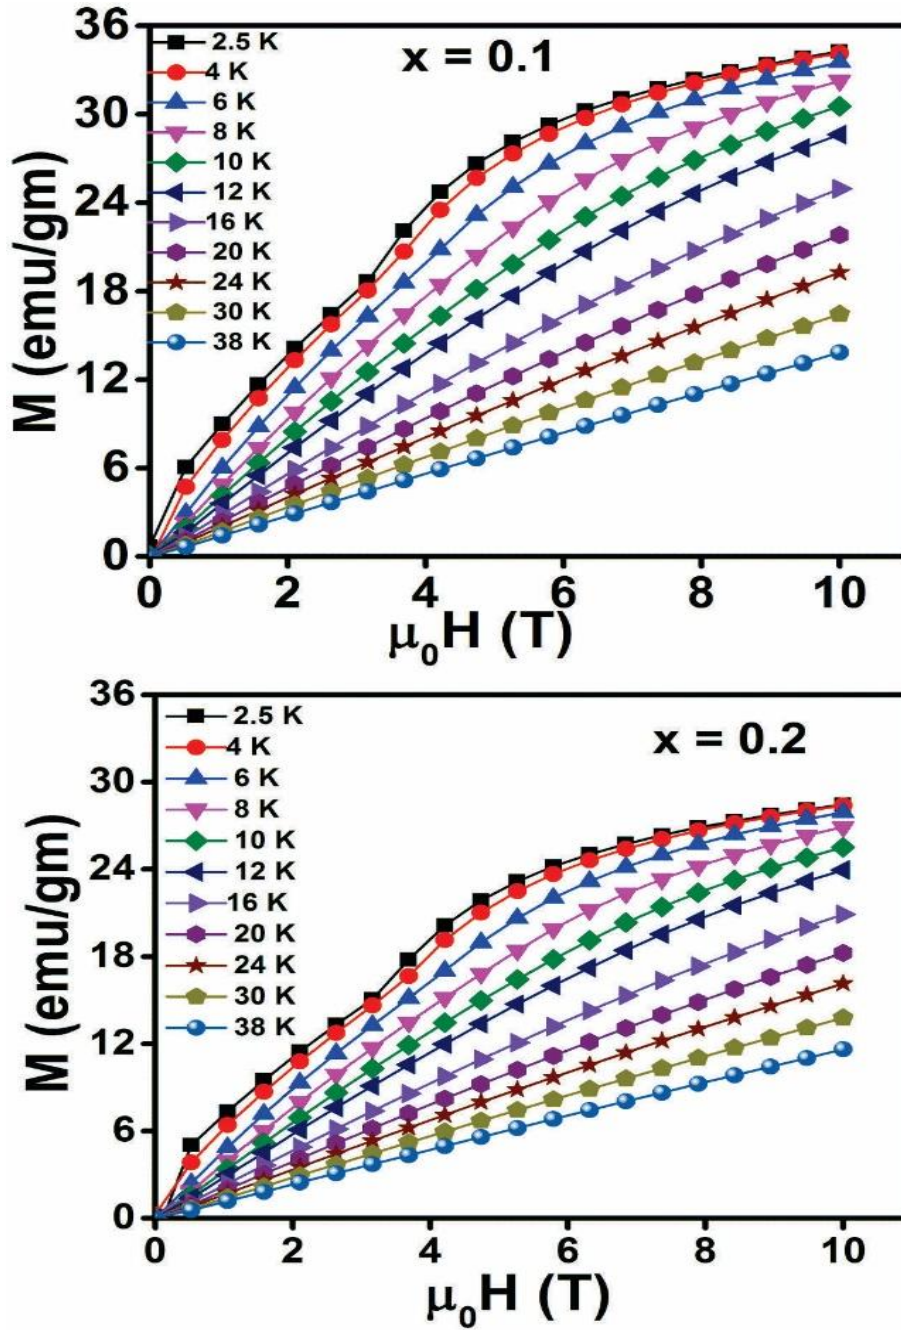 36
30
24
18
12
6
0
M (emu/gm)
x = 0.1
2.5 K
4 K
6 K
8 K
10 K
12 K
16 K
20 K
24 K
30 K
38 K
0 2 4 6 8 10
μ₀H (T)
36
30
24
18
12
6
0
M (emu/gm)
x = 0.2
2.5 K
4 K
6 K
8 K
10 K
12 K
16 K
20 K
24 K
30 K
38 K
0 2 4 6 8 10
μ₀H (T)